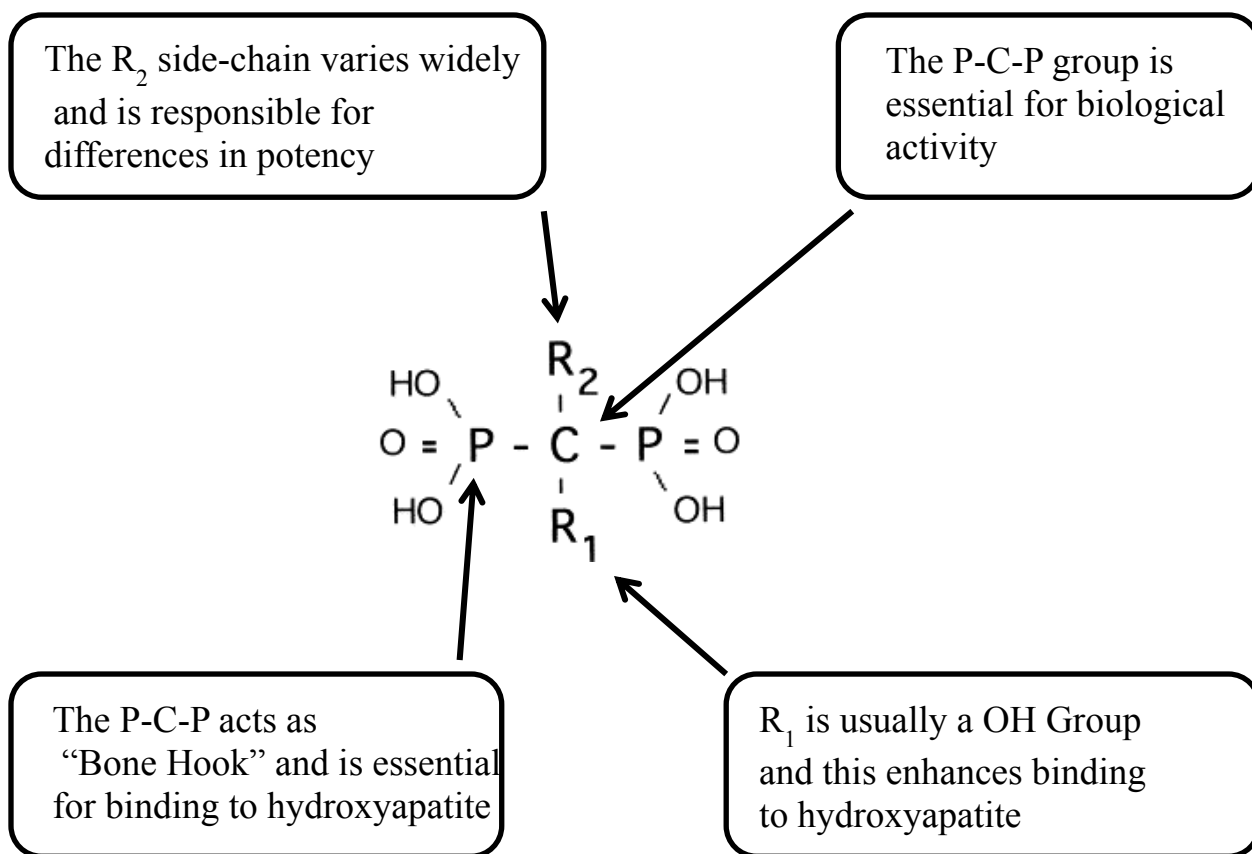 The R₂ side-chain varies widely
and is responsible for
differences in potency
The P-C-P group is
essential for biological
activity
R₂
HO OH
O = P - C - P = O
HO OH
R₁
The P-C-P acts as
“Bone Hook” and is essential
for binding to hydroxyapatite
R₁ is usually a OH Group
and this enhances binding
to hydroxyapatite